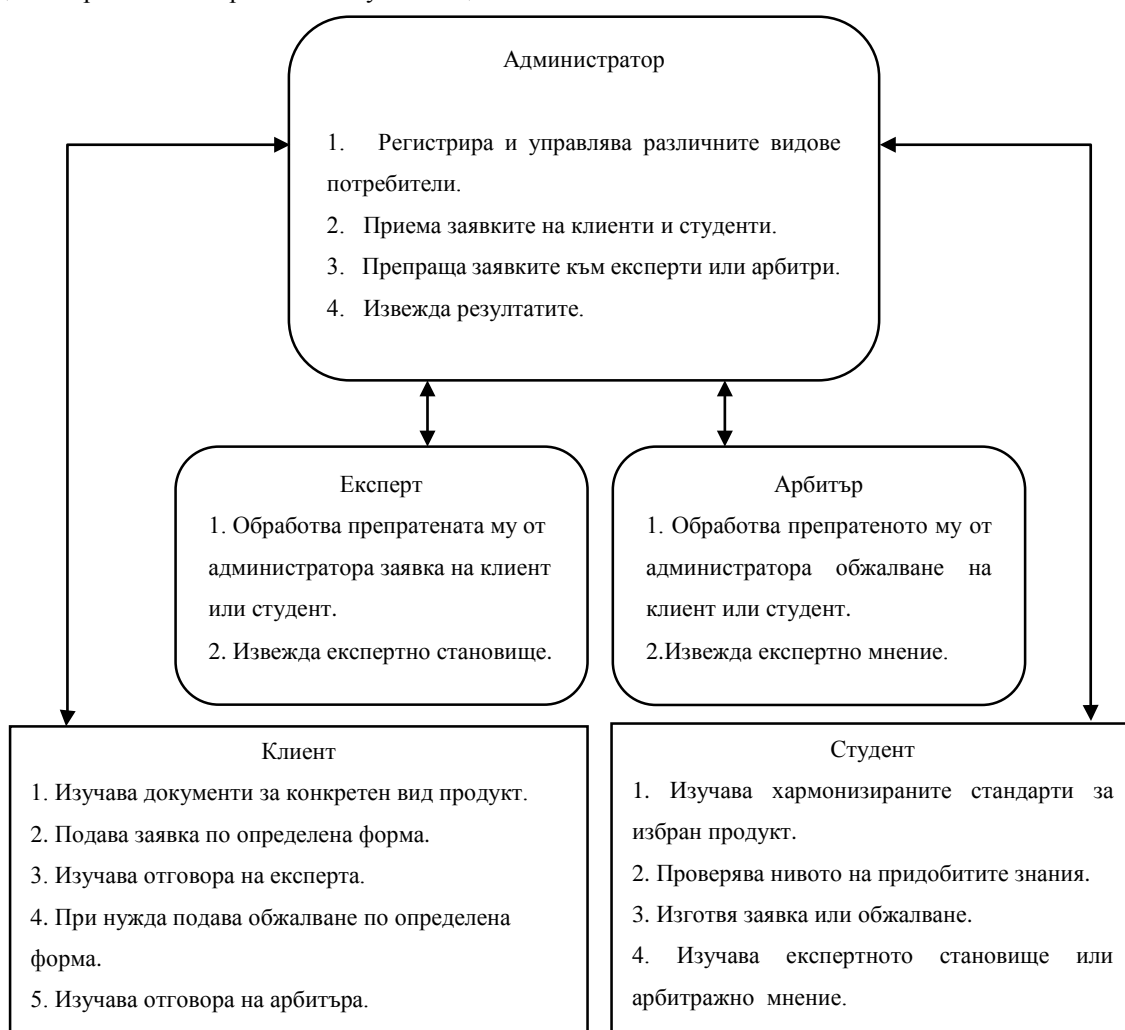 Администратор
1. Регистрира и управлява различните видове
потребители.
2. Приема заявките на клиенти и студенти.
3. Препраща заявките към експерти или арбитри.
4. Извежда резултатите.
Експерт
1. Обработва препратената му от
администратора заявка на клиент
или студент.
2. Извежда експертно становище.
Арбитър
1. Обработва препратеното му от
администратора обжалване на
клиент или студент.
2.Извежда експертно мнение.
Клиент
1. Изучава документи за конкретен вид продукт.
2. Подава заявка по определена форма.
3. Изучава отговора на експерта.
4. При нужда подава обжалване по определена
форма.
5. Изучава отговора на арбитъра.
Студент
1. Изучава хармонизираните стандарти за
избран продукт.
2. Проверява нивото на придобитите знания.
3. Изготвя заявка или обжалване.
4. Изучава експертното становище или
арбитражно мнение.